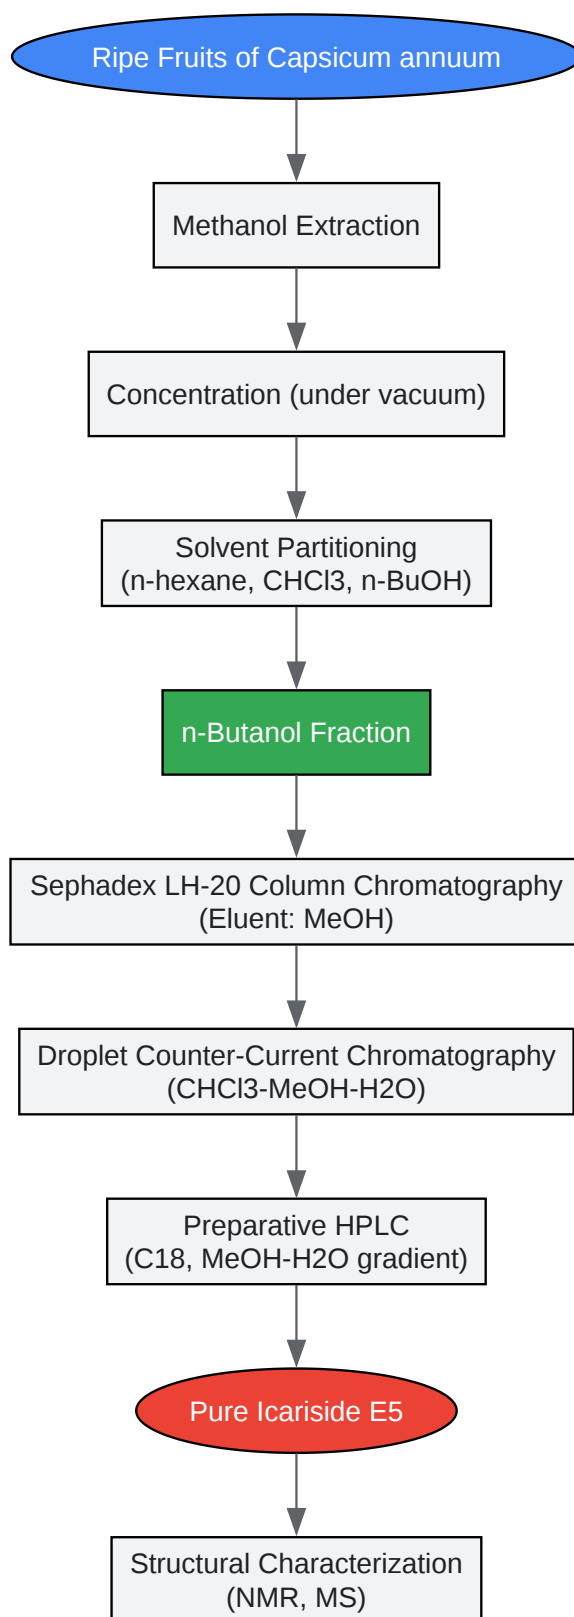 Ripe Fruits of Capsicum annuum
Methanol Extraction
Concentration (under vacuum)
Solvent Partitioning
(n-hexane, CHCl3, n-BuOH)
n-Butanol Fraction
Sephadex LH-20 Column Chromatography
(Eluent: MeOH)
Droplet Counter-Current Chromatography
(CHCl3-MeOH-H2O)
Preparative HPLC
(C18, MeOH-H2O gradient)
Pure Icariside E5
Structural Characterization
(NMR, MS)